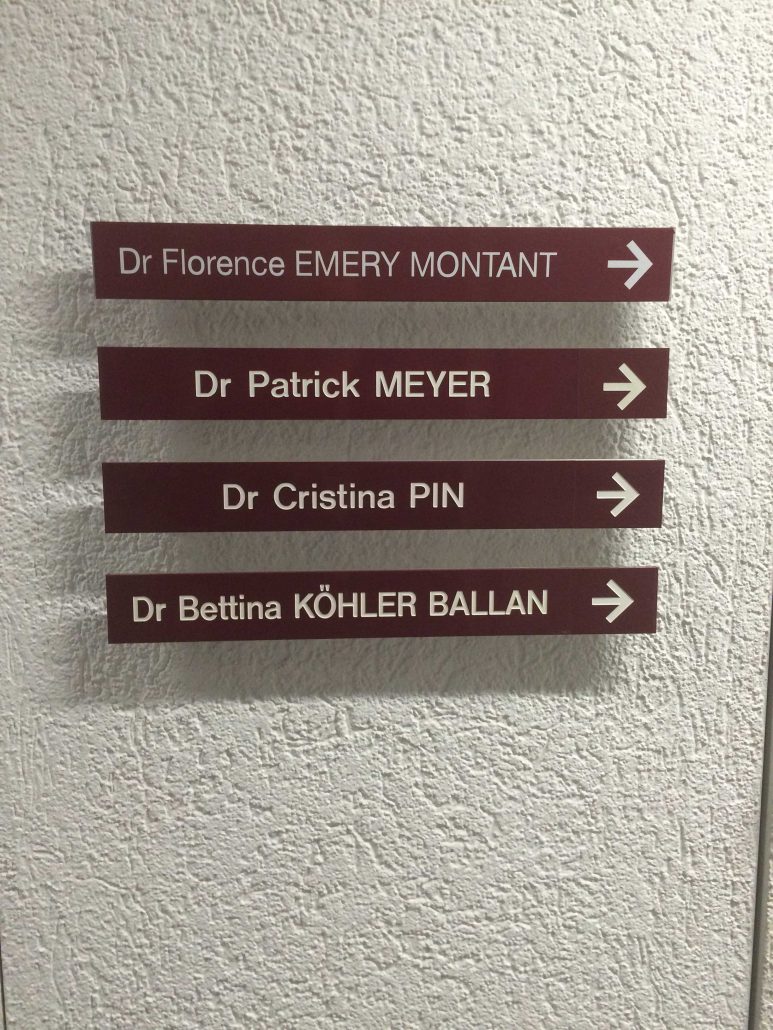 Dr Florence EMERY MONTANT →
Dr Patrick MEYER →
Dr Cristina PIN →
Dr Bettina KÖHLER BALLAN →